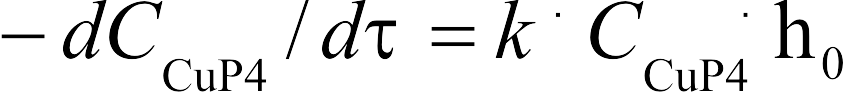 − dC_CuP4 / dτ = k · C_CuP4 · h_0